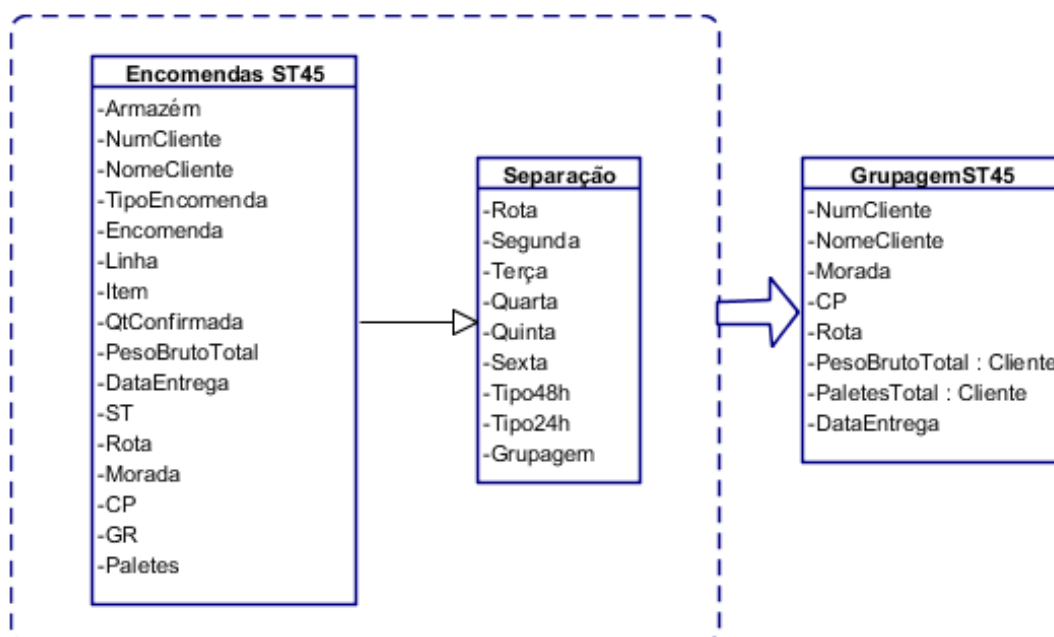 Encomendas ST45
-Armazém
-NumCliente
-NomeCliente
-TipoEncomenda
-Encomenda
-Linha
-Item
-QtConfirmada
-PesoBrutoTotal
-DataEntrega
-ST
-Rota
-Morada
-CP
-GR
-Paletes
Separação
-Rota
-Segunda
-Terça
-Quarta
-Quinta
-Sexta
-Tipo48h
-Tipo24h
-Grupagem
GrupagemST45
-NumCliente
-NomeCliente
-Morada
-CP
-Rota
-PesoBrutoTotal : Cliente
-PaletesTotal : Cliente
-DataEntrega